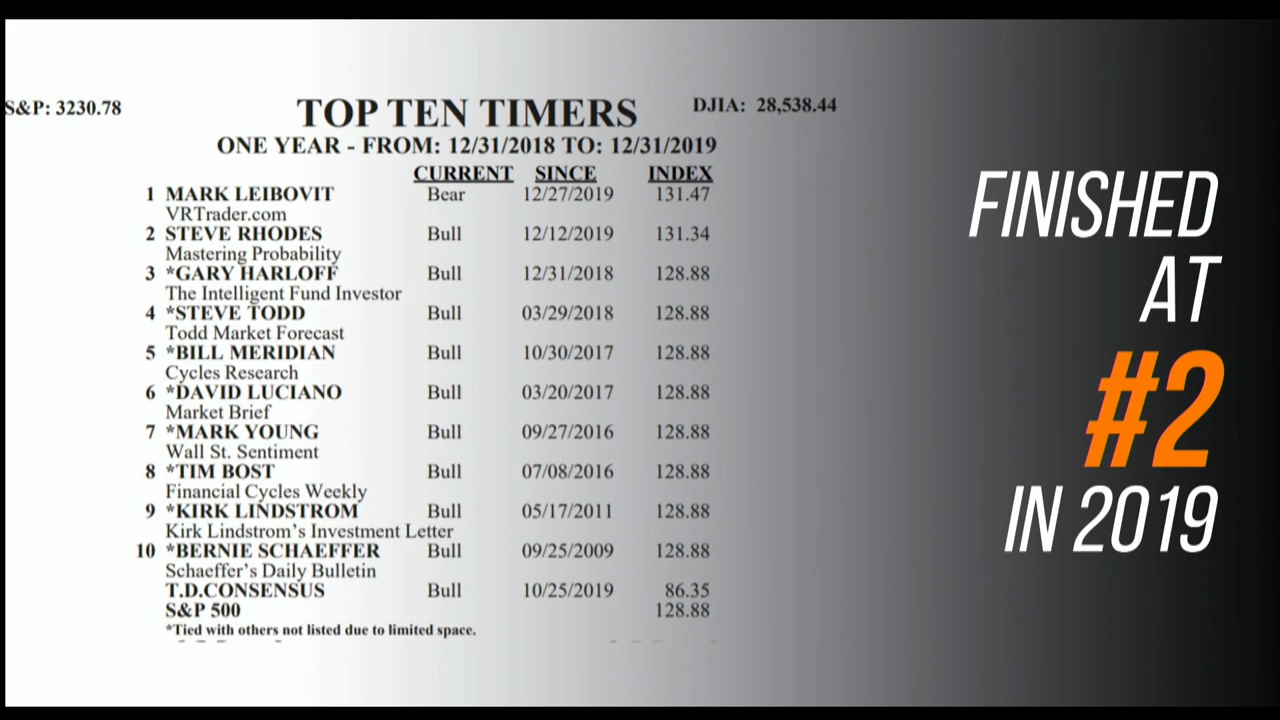 S&P: 3230.78
TOP TEN TIMERS
DJIA: 28,538.44
ONE YEAR - FROM: 12/31/2018 TO: 12/31/2019
CURRENT SINCE INDEX
1 MARK LEIBOVIT Bear 12/27/2019 131.47
VRTrader.com
2 STEVE RHODES Bull 12/12/2019 131.34
Mastering Probability
3 *GARY HARLOFF Bull 12/31/2018 128.88
The Intelligent Fund Investor
4 *STEVE TODD Bull 03/29/2018 128.88
Todd Market Forecast
5 *BILL MERIDIAN Bull 10/30/2017 128.88
Cycles Research
6 *DAVID LUCIANO Bull 03/20/2017 128.88
Market Brief
7 *MARK YOUNG Bull 09/27/2016 128.88
Wall St. Sentiment
8 *TIM BOST Bull 07/08/2016 128.88
Financial Cycles Weekly
9 *KIRK LINDSTROM Bull 05/17/2011 128.88
Kirk Lindstrom's Investment Letter
10 *BERNIE SCHAEFFER Bull 09/25/2009 128.88
Schaeffer's Daily Bulletin
T.D.CONSENSUS Bull 10/25/2019 86.35
S&P 500 128.88
*Tied with others not listed due to limited space.
FINISHED
AT
#2
IN 2019